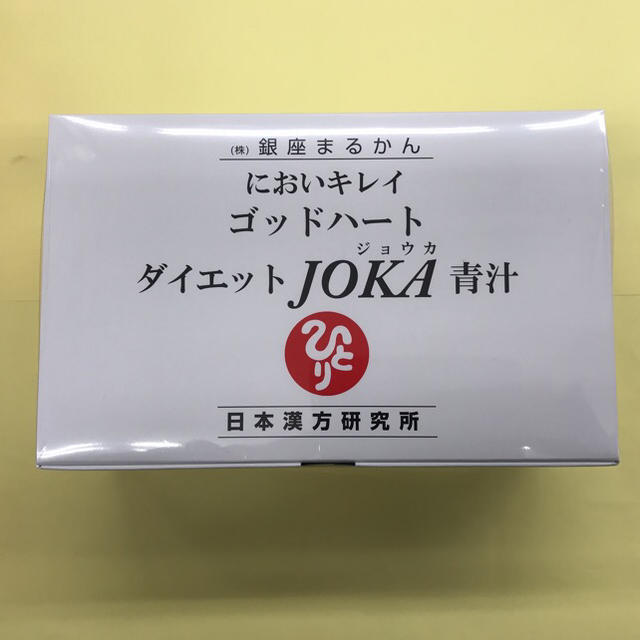 (株) 銀座まるかん
においキレイ
ゴッドハート
ジョウカ
ダイエットJOKA青汁
ひとり
日本漢方研究所